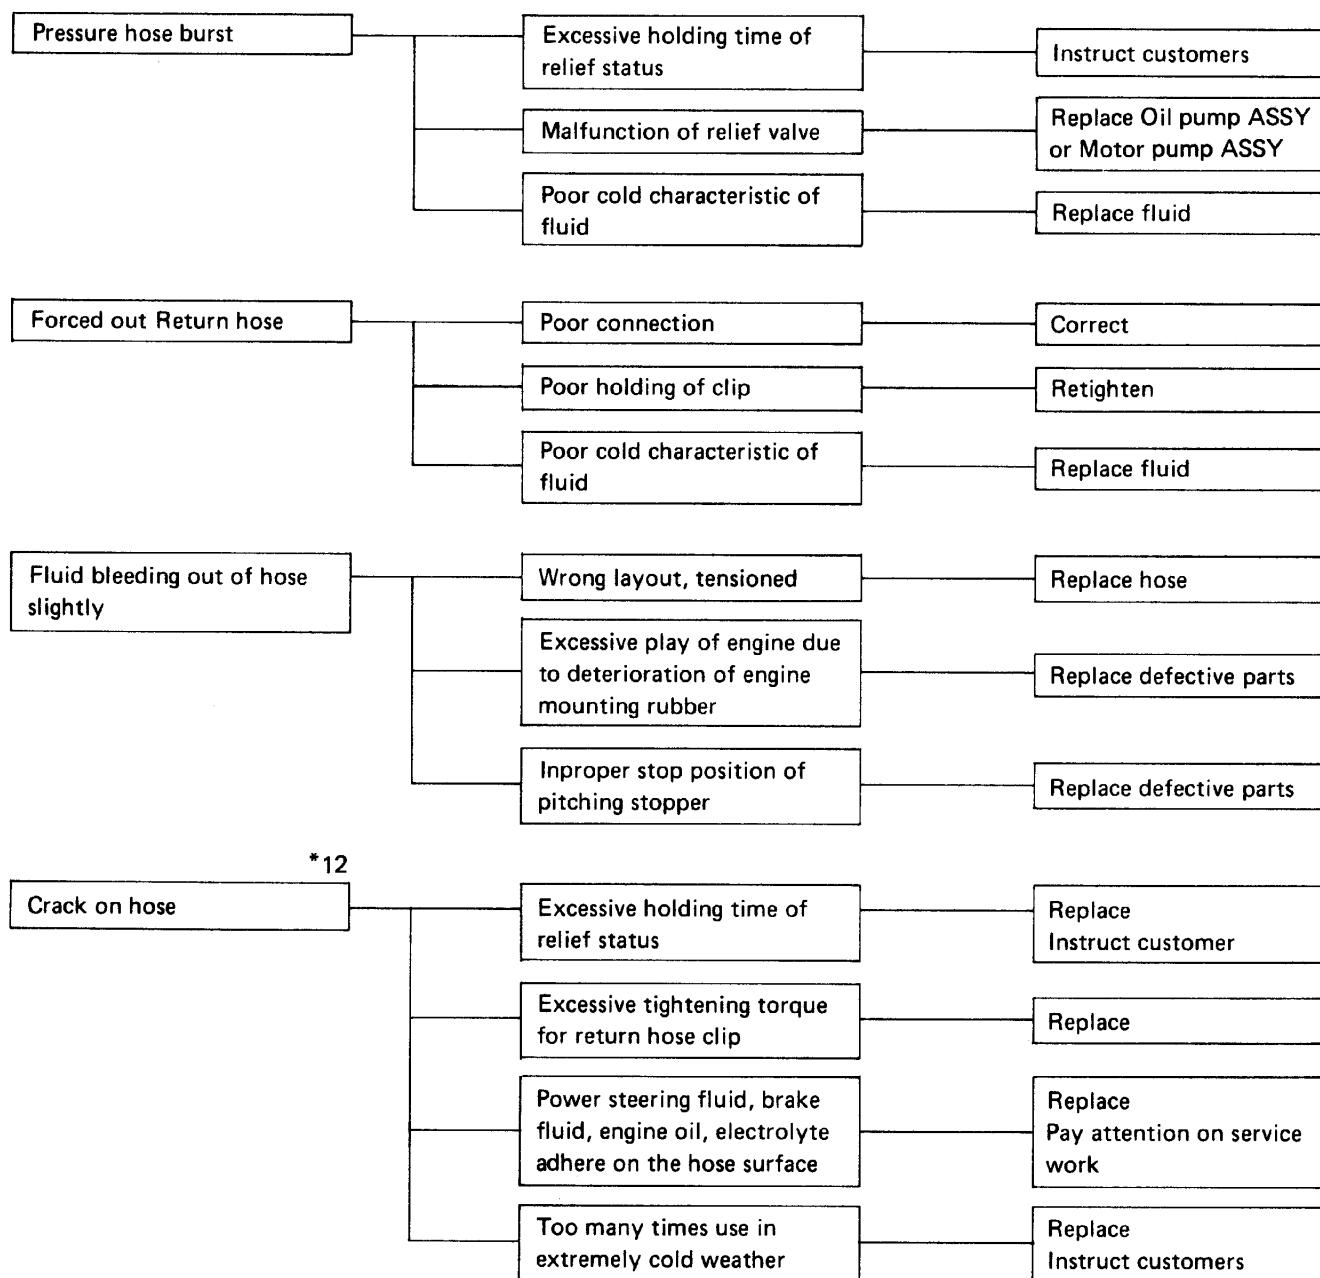 Pressure hose burst
Excessive holding time of
relief status
Instruct customers
Malfunction of relief valve
Replace Oil pump ASSY
or Motor pump ASSY
Poor cold characteristic of
fluid
Replace fluid
Forced out Return hose
Poor connection
Correct
Poor holding of clip
Retighten
Poor cold characteristic of
fluid
Replace fluid
Fluid bleeding out of hose
slightly
Wrong layout, tensioned
Replace hose
Excessive play of engine due
to deterioration of engine
mounting rubber
Replace defective parts
Inproper stop position of
pitching stopper
Replace defective parts
*12
Crack on hose
Excessive holding time of
relief status
Replace
Instruct customer
Excessive tightening torque
for return hose clip
Replace
Power steering fluid, brake
fluid, engine oil, electrolyte
adhere on the hose surface
Replace
Pay attention on service
work
Too many times use in
extremely cold weather
Replace
Instruct customers